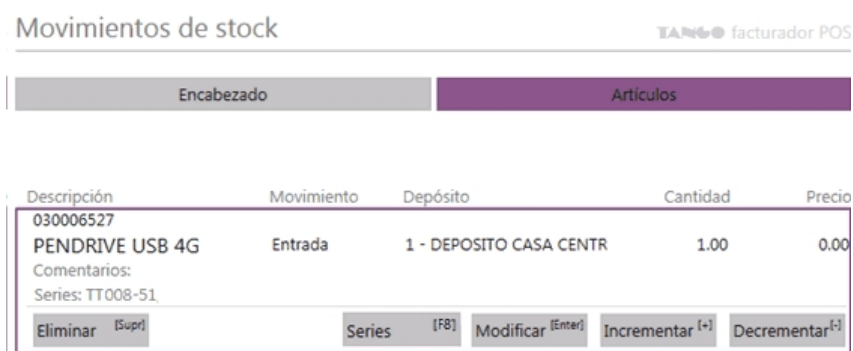 Movimientos de stock
TANGO facturador POS
Encabezado Artículos
Descripción Movimiento Depósito Cantidad Precio
030006527
PENDRIVE USB 4G Entrada 1 - DEPOSITO CASA CENTR 1.00 0.00
Comentarios:
Series: TT008-51
Eliminar [Supr] Series [F8] Modificar [Enter] Incrementar [+] Decrementar [-]